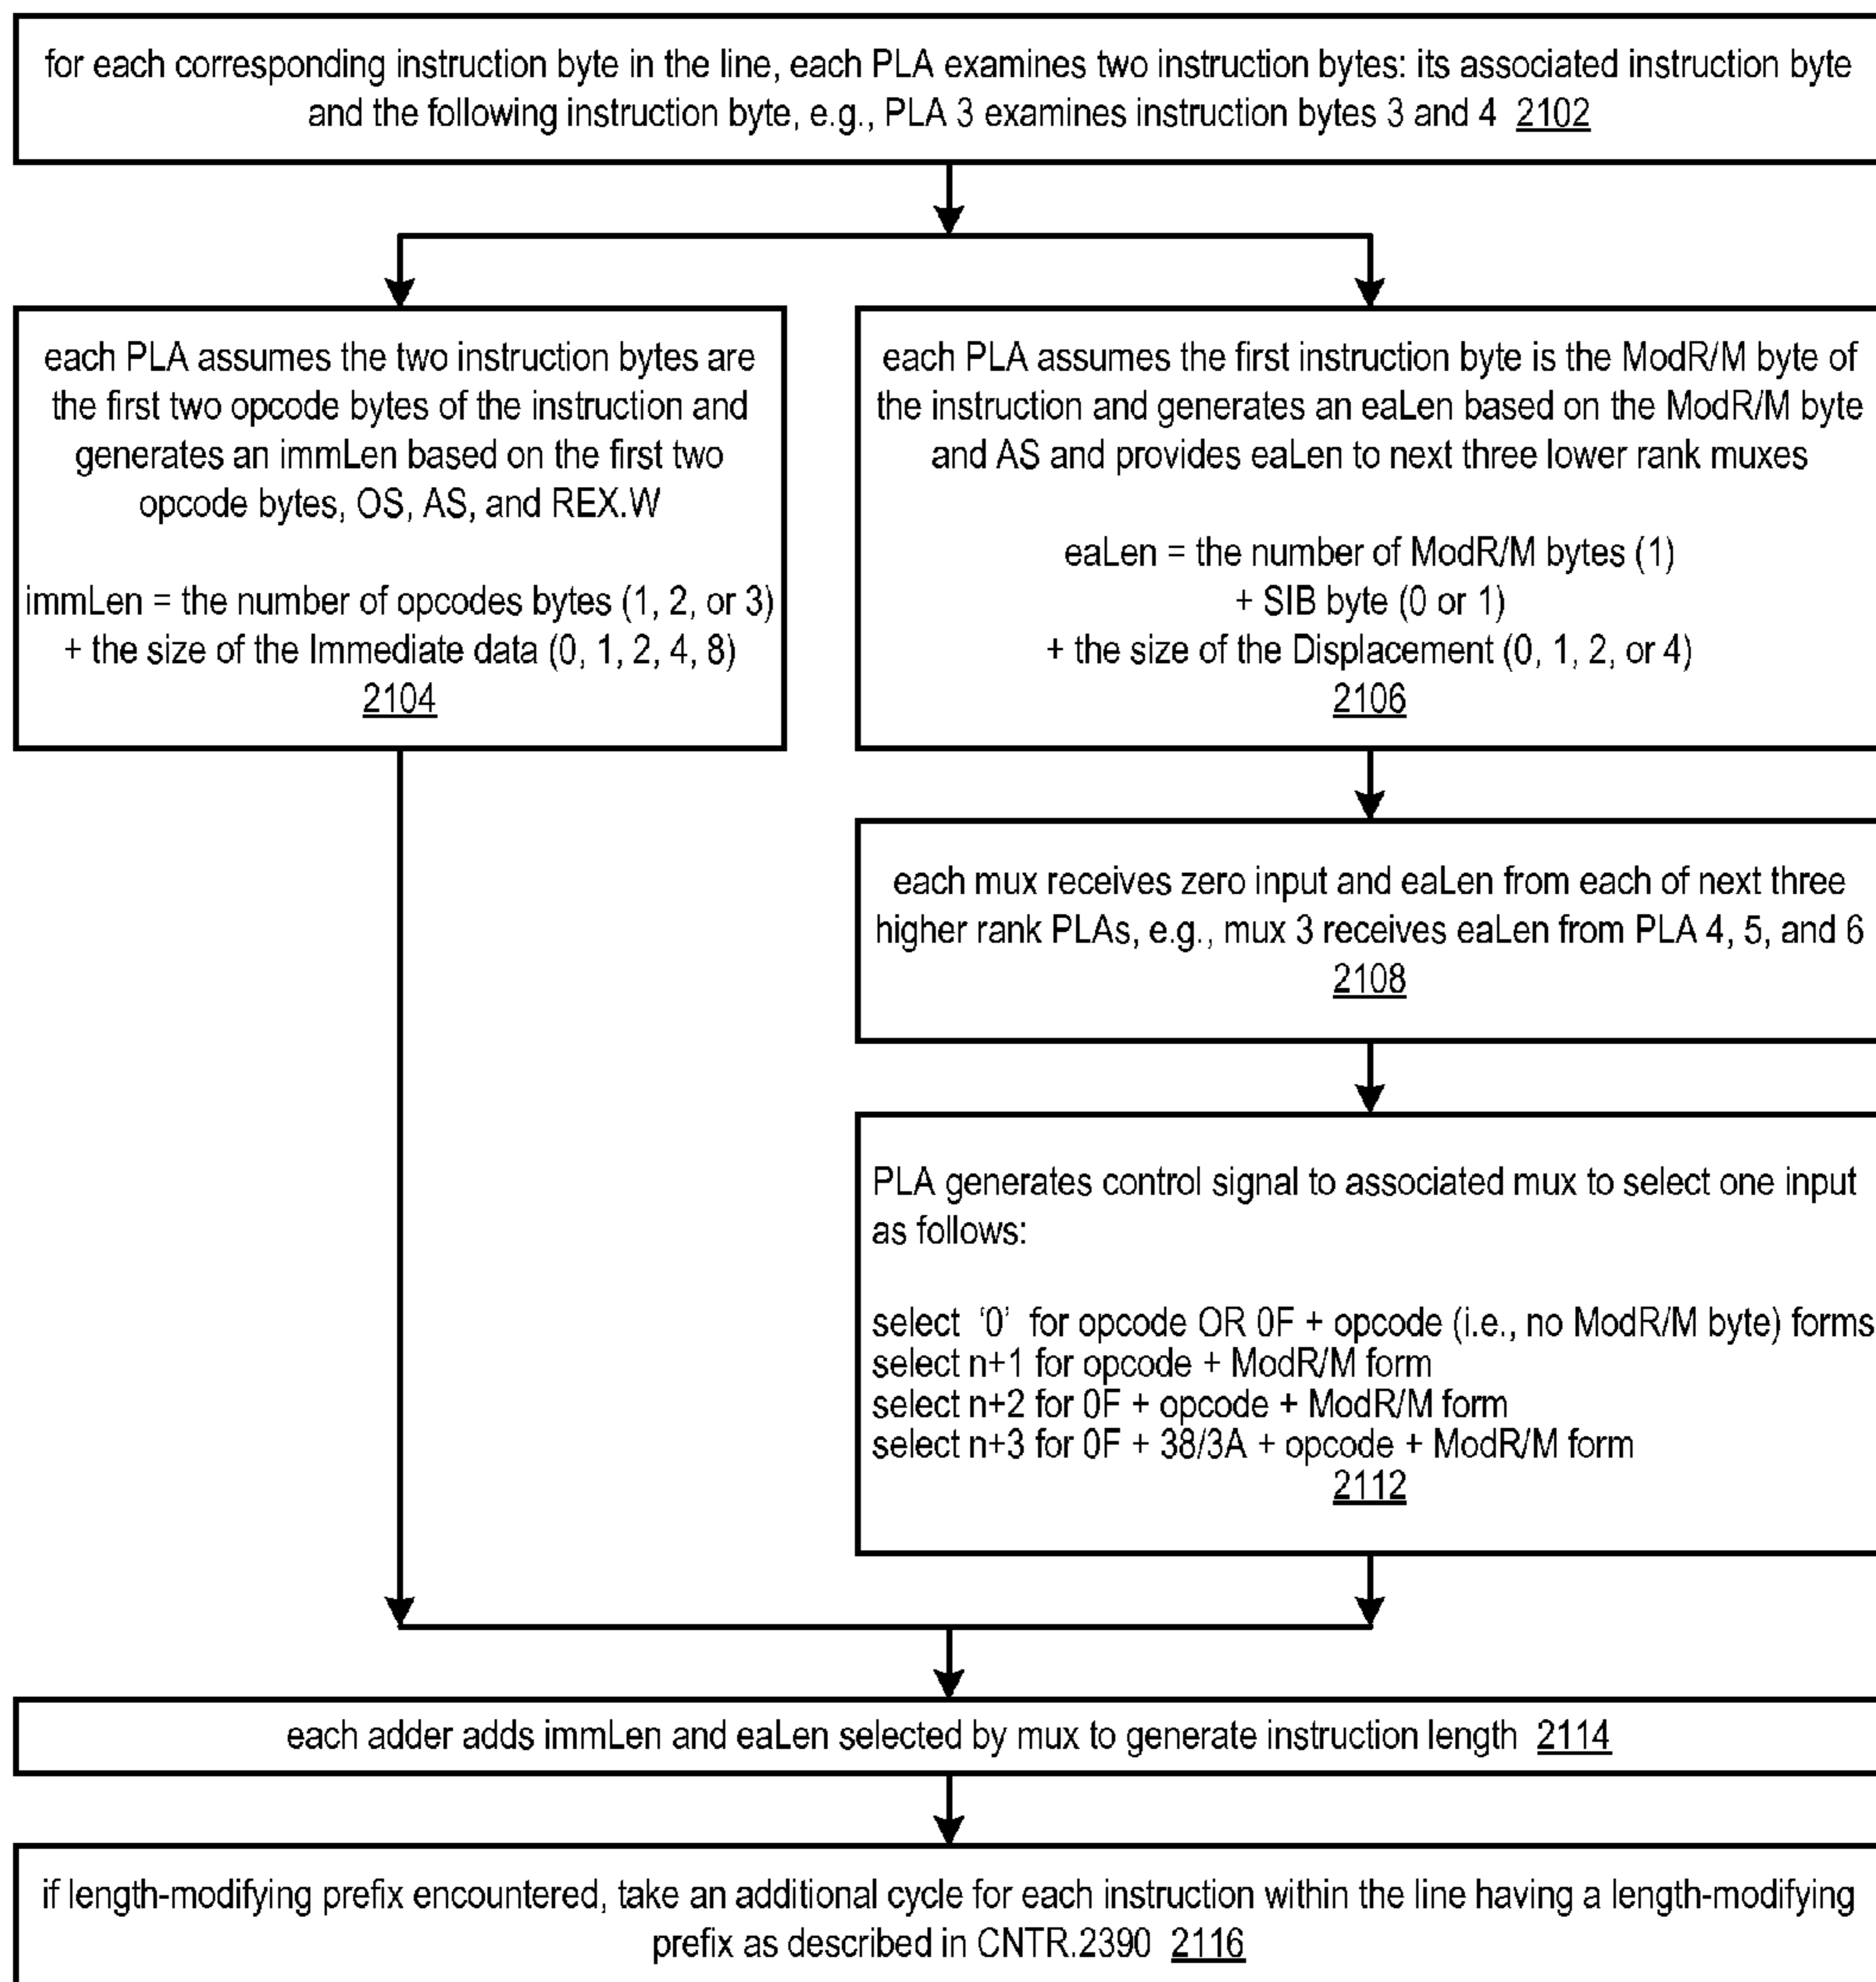 for each corresponding instruction byte in the line, each PLA examines two instruction bytes: its associated instruction byte
and the following instruction byte, e.g., PLA 3 examines instruction bytes 3 and 4 2102
each PLA assumes the two instruction bytes are
the first two opcode bytes of the instruction and
generates an immLen based on the first two
opcode bytes, OS, AS, and REX.W
immLen = the number of opcodes bytes (1, 2, or 3)
+ the size of the Immediate data (0, 1, 2, 4, 8)
2104
each PLA assumes the first instruction byte is the ModR/M byte of
the instruction and generates an eaLen based on the ModR/M byte
and AS and provides eaLen to next three lower rank muxes
eaLen = the number of ModR/M bytes (1)
+ SIB byte (0 or 1)
+ the size of the Displacement (0, 1, 2, or 4)
2106
each mux receives zero input and eaLen from each of next three
higher rank PLAs, e.g., mux 3 receives eaLen from PLA 4, 5, and 6
2108
PLA generates control signal to associated mux to select one input
as follows:
select ‘0’ for opcode OR 0F + opcode (i.e., no ModR/M byte) forms
select n+1 for opcode + ModR/M form
select n+2 for 0F + opcode + ModR/M form
select n+3 for 0F + 38/3A + opcode + ModR/M form
2112
each adder adds immLen and eaLen selected by mux to generate instruction length 2114
if length-modifying prefix encountered, take an additional cycle for each instruction within the line having a length-modifying
prefix as described in CNTR.2390 2116